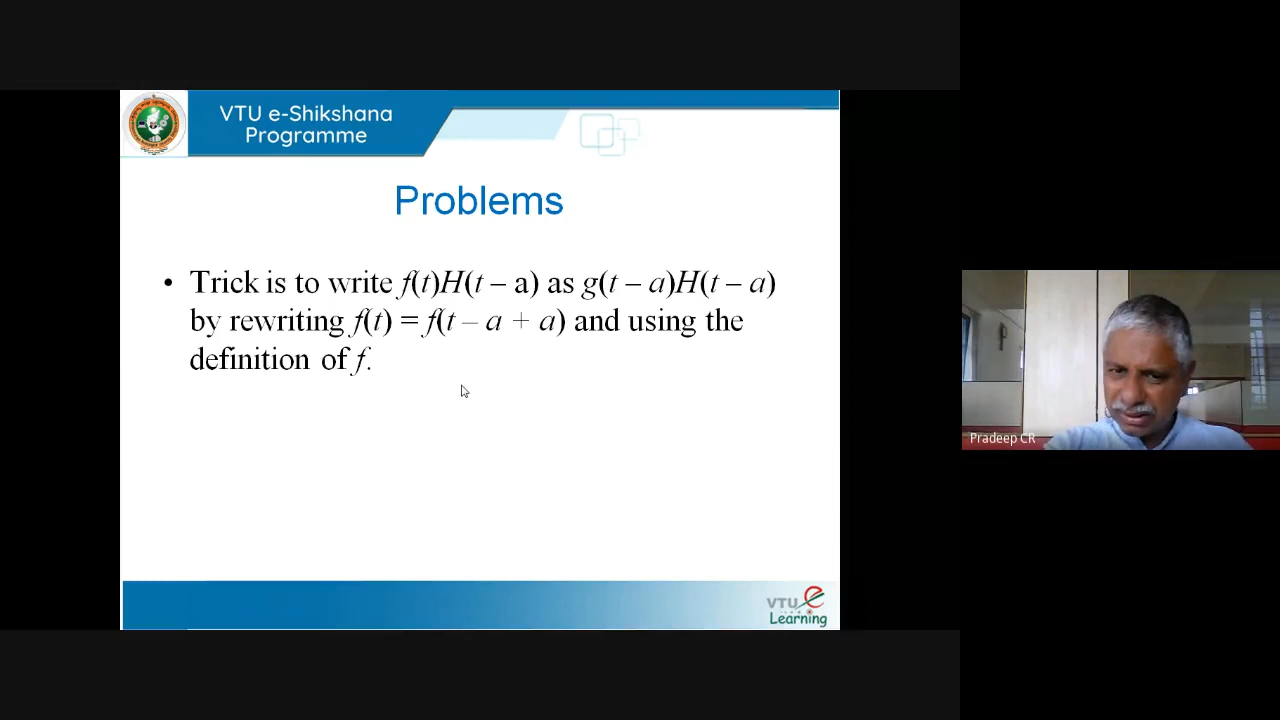 VTU e-Shikshana
Programme
Problems
• Trick is to write f(t)H(t – a) as g(t – a)H(t – a)
by rewriting f(t) = f(t – a + a) and using the
definition of f.
Pradeep CR
VTU e
Learning